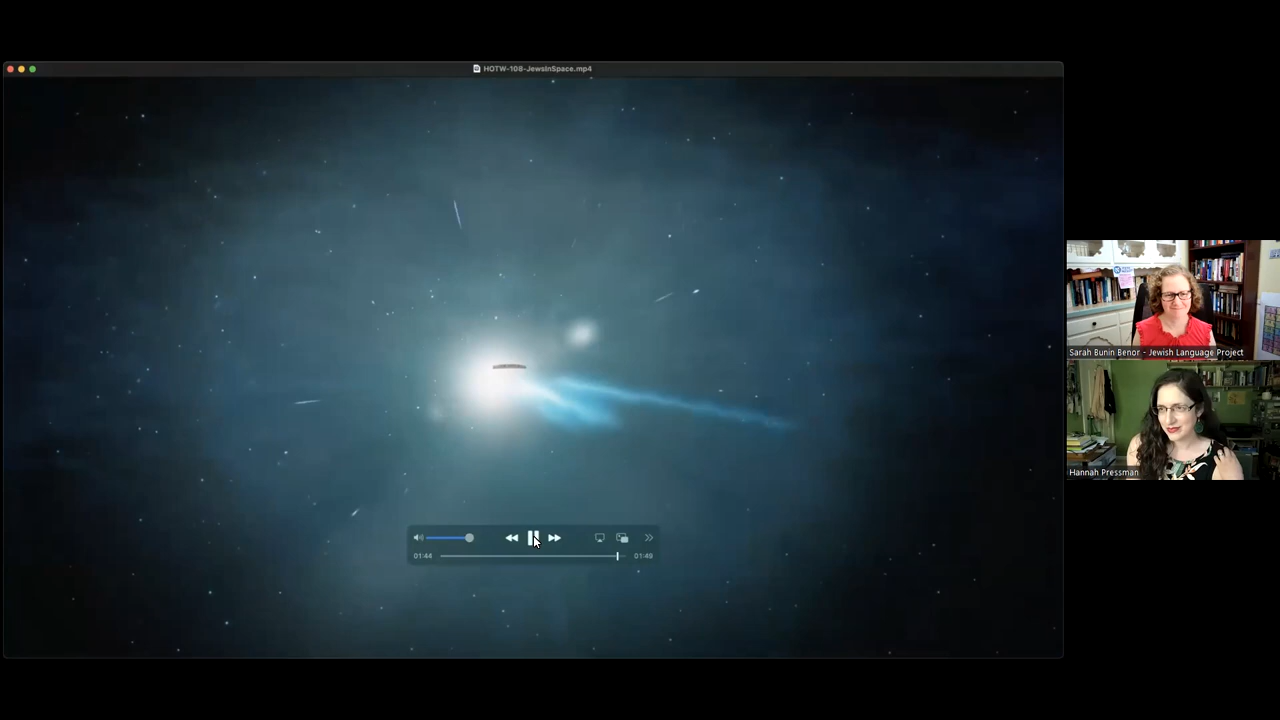 HOTW-108-JewsInSpace.mp4
Sarah Bunin Benor - Jewish Language Project
Hannah Pressman
01:44
01:49